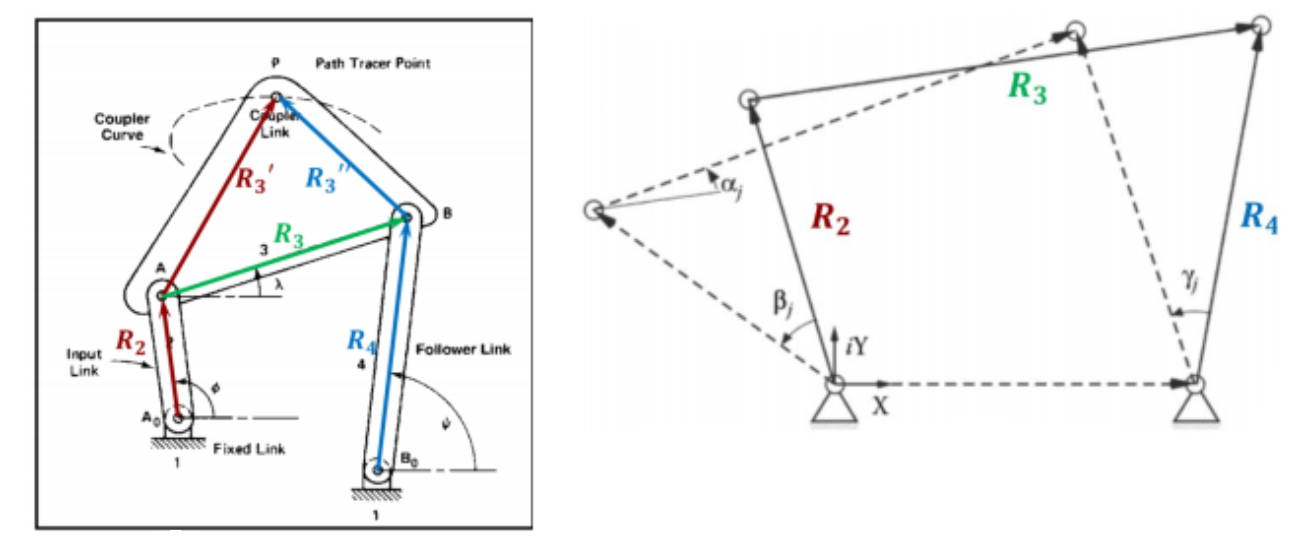 P
Path Tracer Point
Coupler
Curve
Coupler
Link
R₃′
R₃″
B
R₃
3
A
λ
R₂
2
Input
Link
ϕ
R₄
4
Follower Link
ψ
A₀
Fixed Link
1
B₀
1
R₃
αⱼ
R₂
R₄
βⱼ
γⱼ
iY
X